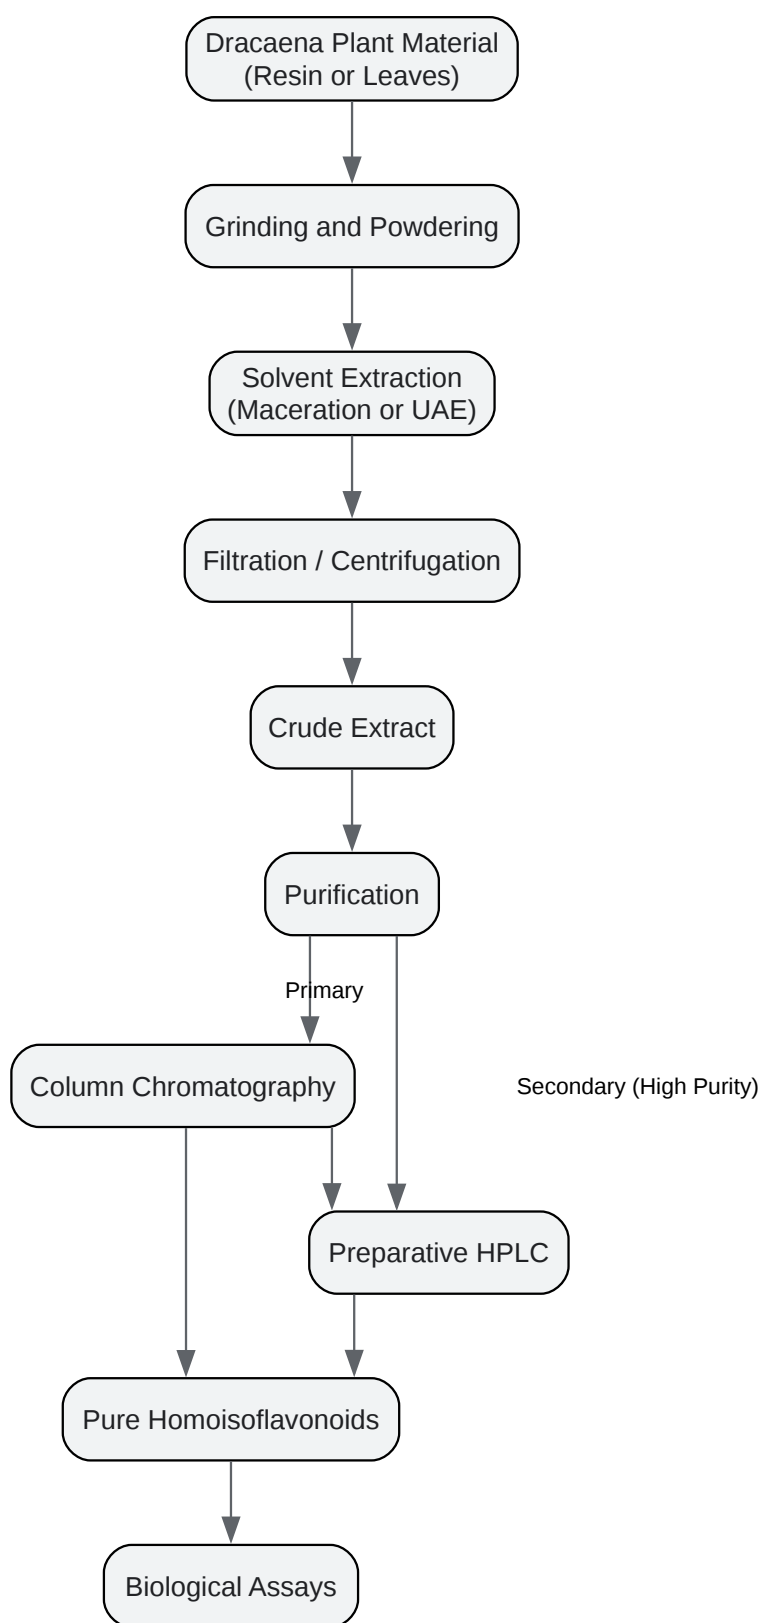 Dracaena Plant Material
(Resin or Leaves)
Grinding and Powdering
Solvent Extraction
(Maceration or UAE)
Filtration / Centrifugation
Crude Extract
Purification
Primary
Column Chromatography
Secondary (High Purity)
Preparative HPLC
Pure Homoisoflavonoids
Biological Assays